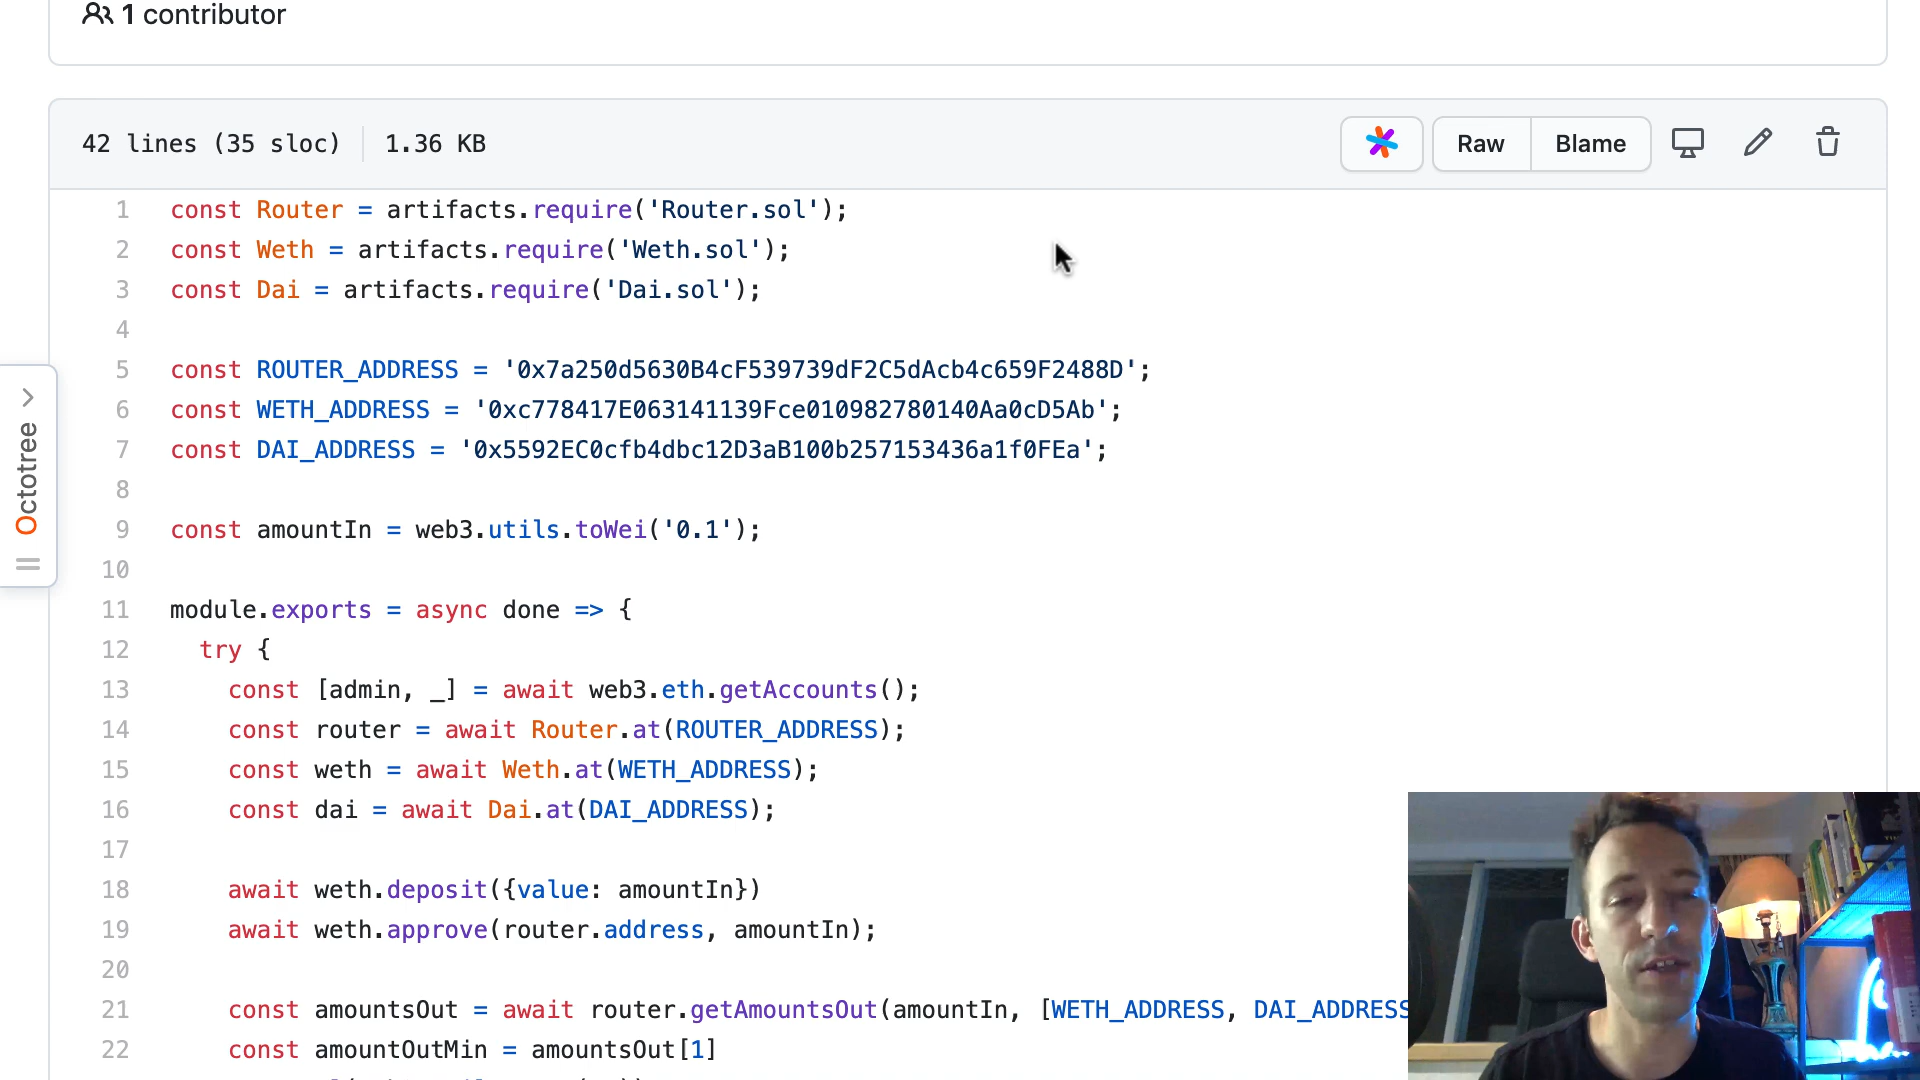 1 contributor
42 lines (35 sloc) 1.36 KB
Raw Blame
1 const Router = artifacts.require('Router.sol');
2 const Weth = artifacts.require('Weth.sol');
3 const Dai = artifacts.require('Dai.sol');
4
5 const ROUTER_ADDRESS = '0x7a250d5630B4cF539739dF2C5dAcb4c659F2488D';
6 const WETH_ADDRESS = '0xc778417E063141139Fce010982780140Aa0cD5Ab';
7 const DAI_ADDRESS = '0x5592EC0cfb4dbc12D3aB100b257153436a1f0FEa';
8
9 const amountIn = web3.utils.toWei('0.1');
10
11 module.exports = async done => {
12 try {
13 const [admin, _] = await web3.eth.getAccounts();
14 const router = await Router.at(ROUTER_ADDRESS);
15 const weth = await Weth.at(WETH_ADDRESS);
16 const dai = await Dai.at(DAI_ADDRESS);
17
18 await weth.deposit({value: amountIn})
19 await weth.approve(router.address, amountIn);
20
21 const amountsOut = await router.getAmountsOut(amountIn, [WETH_ADDRESS, DAI_ADDRESS
22 const amountOutMin = amountsOut[1]
Octotree